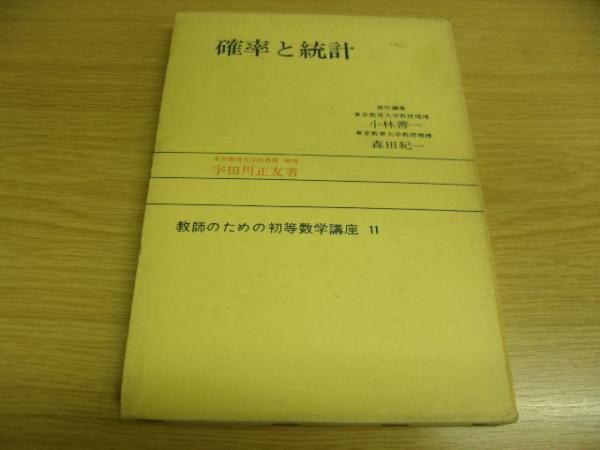 確率と統計
責任編集
東京教育大学教授理博
小林善一
東京教育大学教授理博
森田紀一
東京教育大学助教授 理博
宇田川正友著
教師のための初等数学講座 11